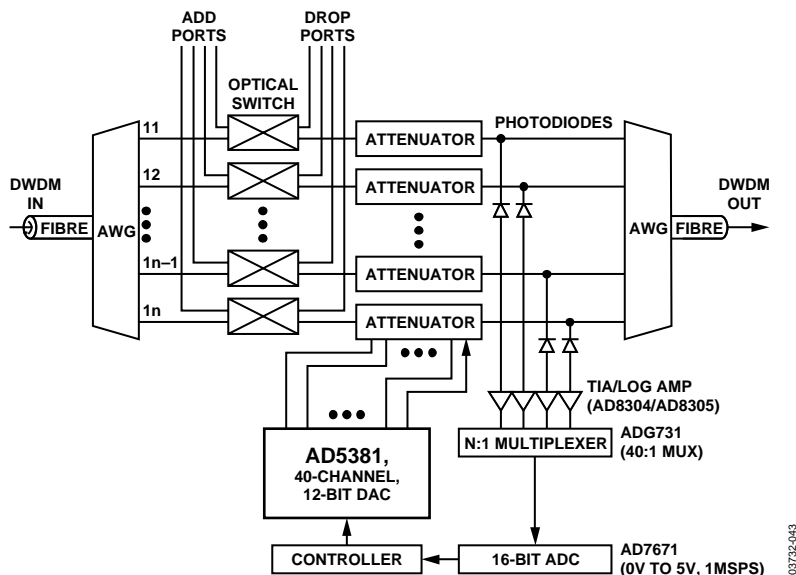 ADD
PORTS
DROP
PORTS
OPTICAL
SWITCH
PHOTODIODES
11
ATTENUATOR
12
ATTENUATOR
DWDM
IN
FIBRE
AWG
AWG
FIBRE
DWDM
OUT
1n–1
ATTENUATOR
1n
ATTENUATOR
TIA/LOG AMP
(AD8304/AD8305)
AD5381,
40-CHANNEL,
12-BIT DAC
N:1 MULTIPLEXER
ADG731
(40:1 MUX)
CONTROLLER
16-BIT ADC
AD7671
(0V TO 5V, 1MSPS)
03732-043